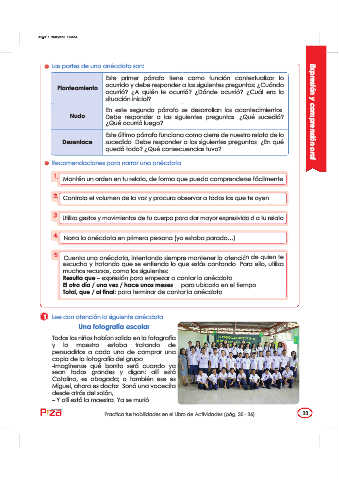 Las partes de una anécdota son:
Este primer párrafo tiene como función contextualizar lo
Planteamiento
ocurrido y debe responder a las siguientes preguntas: ¿Cuándo
ocurrió? ¿A quién le ocurrió? ¿Dónde ocurrió? ¿Cuál era la
situación inicial?
En este segundo párrafo se desarrollan los acontecimientos.
Nudo
Debe responder a las siguientes preguntas: ¿Qué sucedió?
¿Qué ocurrió luego?
Este último párrafo funciona como cierre de nuestro relato de lo
Desenlace
sucedido. Debe responder a las siguientes preguntas: ¿En qué
quedó todo? ¿Qué consecuencias tuvo?
Recomendaciones para narrar una anécdota
1 Mantén un orden en tu relato, de forma que pueda comprenderse fácilmente
2 Controla el volumen de la voz y procura observar a todos los que te oyen
3 Utiliza gestos y movimientos de tu cuerpo para dar mayor expresividad a tu relato
4 Narra la anécdota en primera persona (yo estaba parado...)
5 Cuenta una anécdota, intentando siempre mantener la atención de quien te
escucha y tratando que se entienda lo que estás contando. Para ello, utiliza
muchos recursos, como los siguientes:
Resulta que – expresión para empezar a contar la anécdota
El otro día / una vez / hace unos meses para ubicarla en el tiempo
Total, que / al final: para terminar de contar la anécdota
Expresión y comprensión oral
1 Lee con atención la siguiente anécdota
Una fotografía escolar
Todos los niños habían salido en la fotografía
y la maestra estaba tratando de
persuadirlos a cada uno de comprar una
copia de la fotografía del grupo.
-Imagínense qué bonito será cuando ya
sean todos grandes y digan: allí está
Catalina, es abogada; o también ese es
Miguel, ahora es doctor. Sonó una vocecita
desde atrás del salón,
– Y allí está la maestra. Ya se murió
Practica tus habilidades en el Libro de Actividades (pág. 35 - 36)
33